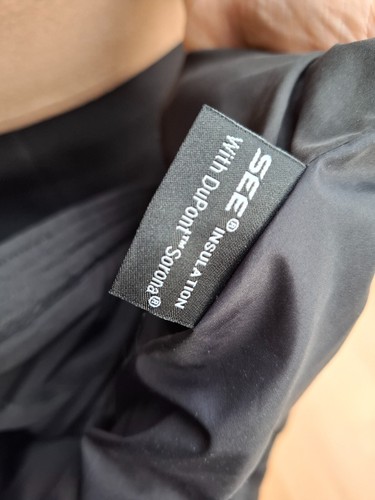 SEE® INSULATION
With DuPont™ Sorona®